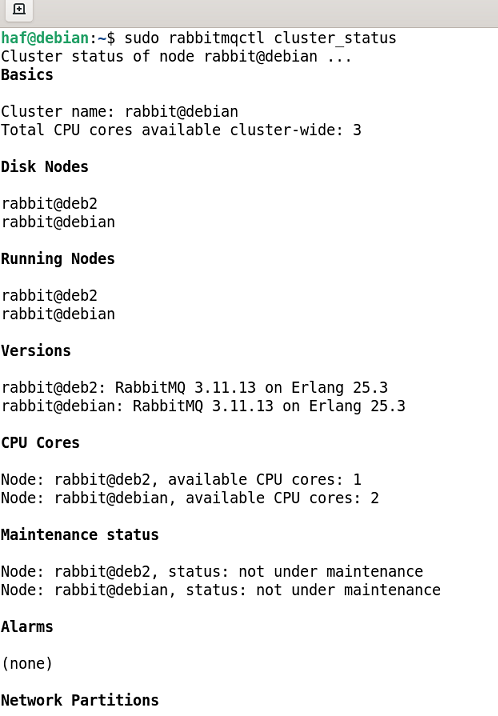 haf@debian:~$ sudo rabbitmqctl cluster_status
Cluster status of node rabbit@debian ...
Basics
Cluster name: rabbit@debian
Total CPU cores available cluster-wide: 3
Disk Nodes
rabbit@deb2
rabbit@debian
Running Nodes
rabbit@deb2
rabbit@debian
Versions
rabbit@deb2: RabbitMQ 3.11.13 on Erlang 25.3
rabbit@debian: RabbitMQ 3.11.13 on Erlang 25.3
CPU Cores
Node: rabbit@deb2, available CPU cores: 1
Node: rabbit@debian, available CPU cores: 2
Maintenance status
Node: rabbit@deb2, status: not under maintenance
Node: rabbit@debian, status: not under maintenance
Alarms
(none)
Network Partitions